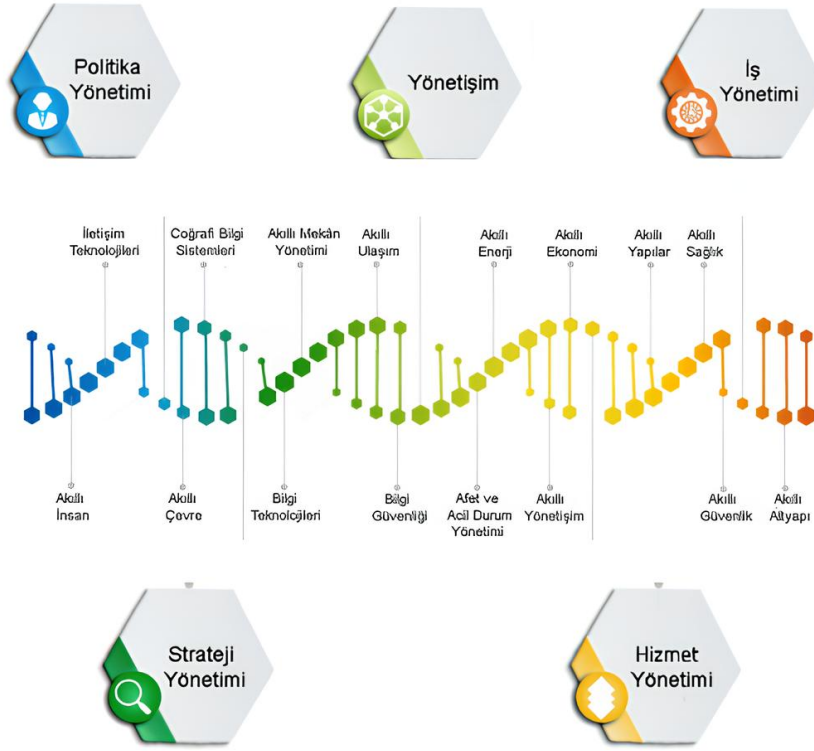 Politika
Yönetimi
Yönetişim
İş
Yönetimi
İletişim
Teknolojileri
Coğrafi Bilgi
Sistemleri
Akıllı Mekân
Yönetimi
Akıllı
Ulaşım
Akıllı
Enerji
Akıllı
Ekonomi
Akıllı
Yapılar
Akıllı
Sağlık
Akıllı
İnsan
Akıllı
Çevre
Bilgi
Teknolojileri
Bilgi
Güvenliği
Afet ve
Acil Durum
Yönetimi
Akıllı
Yönetişim
Akıllı
Güvenlik
Akıllı
Altyapı
Strateji
Yönetimi
Hizmet
Yönetimi